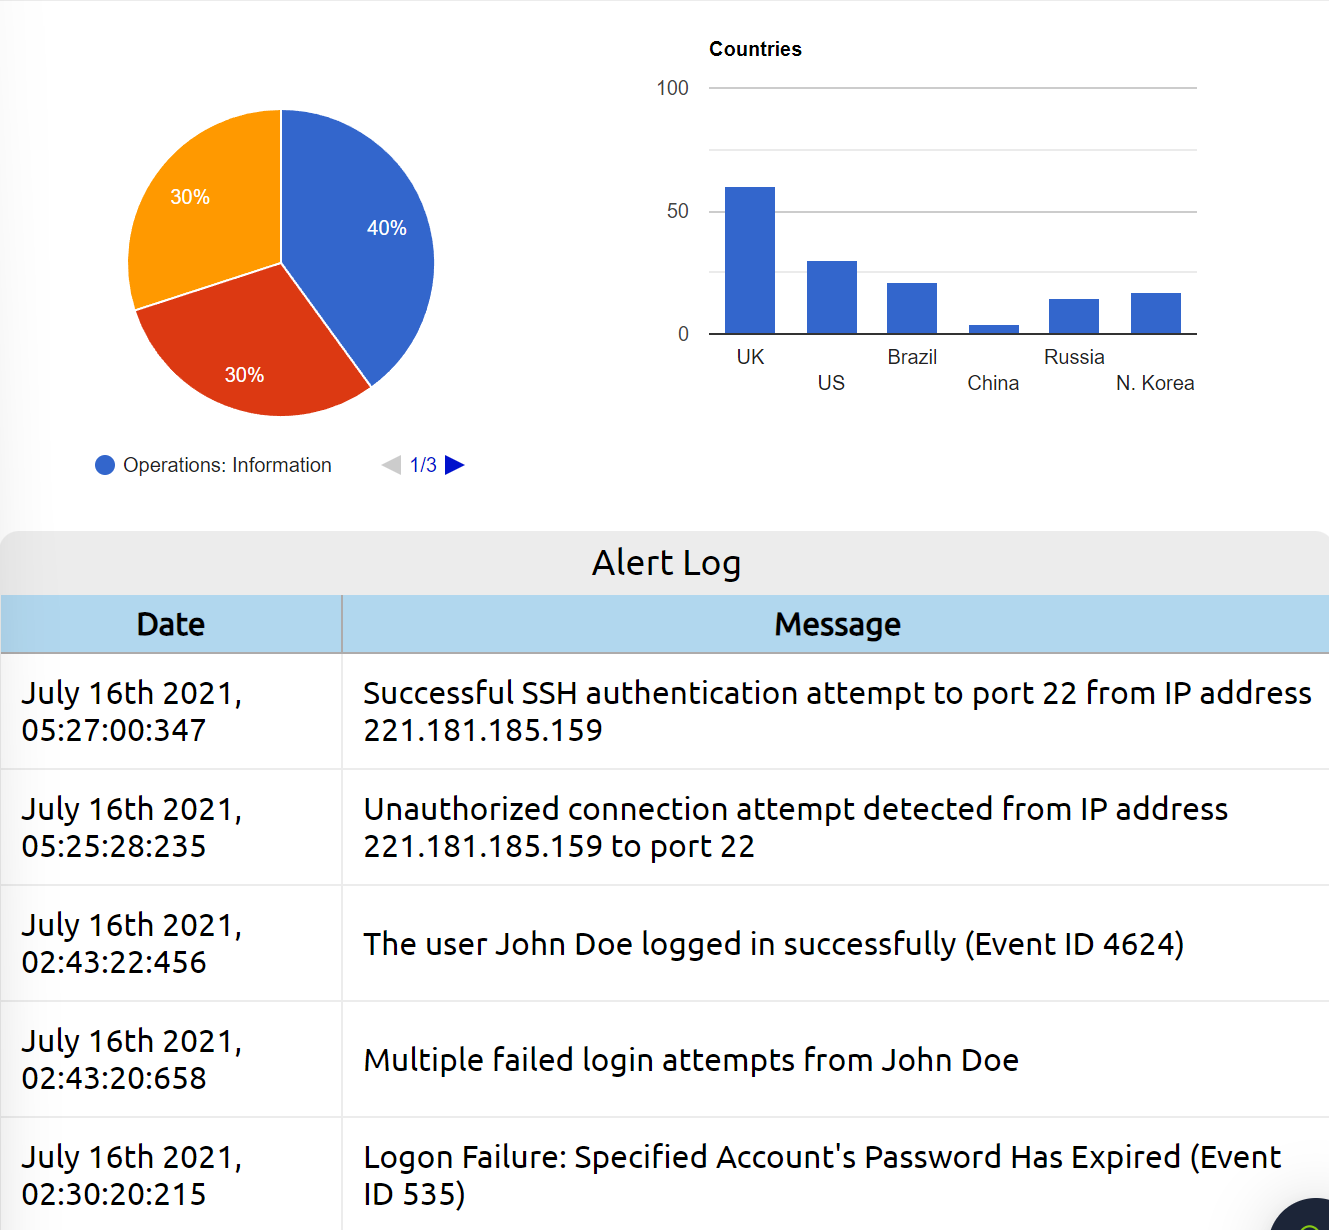 Countries
100
50
0
UK
US
Brazil
China
Russia
N. Korea
30%
40%
30%
Operations: Information
1/3
Alert Log
Date
Message
July 16th 2021,
05:27:00:347
Successful SSH authentication attempt to port 22 from IP address
221.181.185.159
July 16th 2021,
05:25:28:235
Unauthorized connection attempt detected from IP address
221.181.185.159 to port 22
July 16th 2021,
02:43:22:456
The user John Doe logged in successfully (Event ID 4624)
July 16th 2021,
02:43:20:658
Multiple failed login attempts from John Doe
July 16th 2021,
02:30:20:215
Logon Failure: Specified Account's Password Has Expired (Event
ID 535)